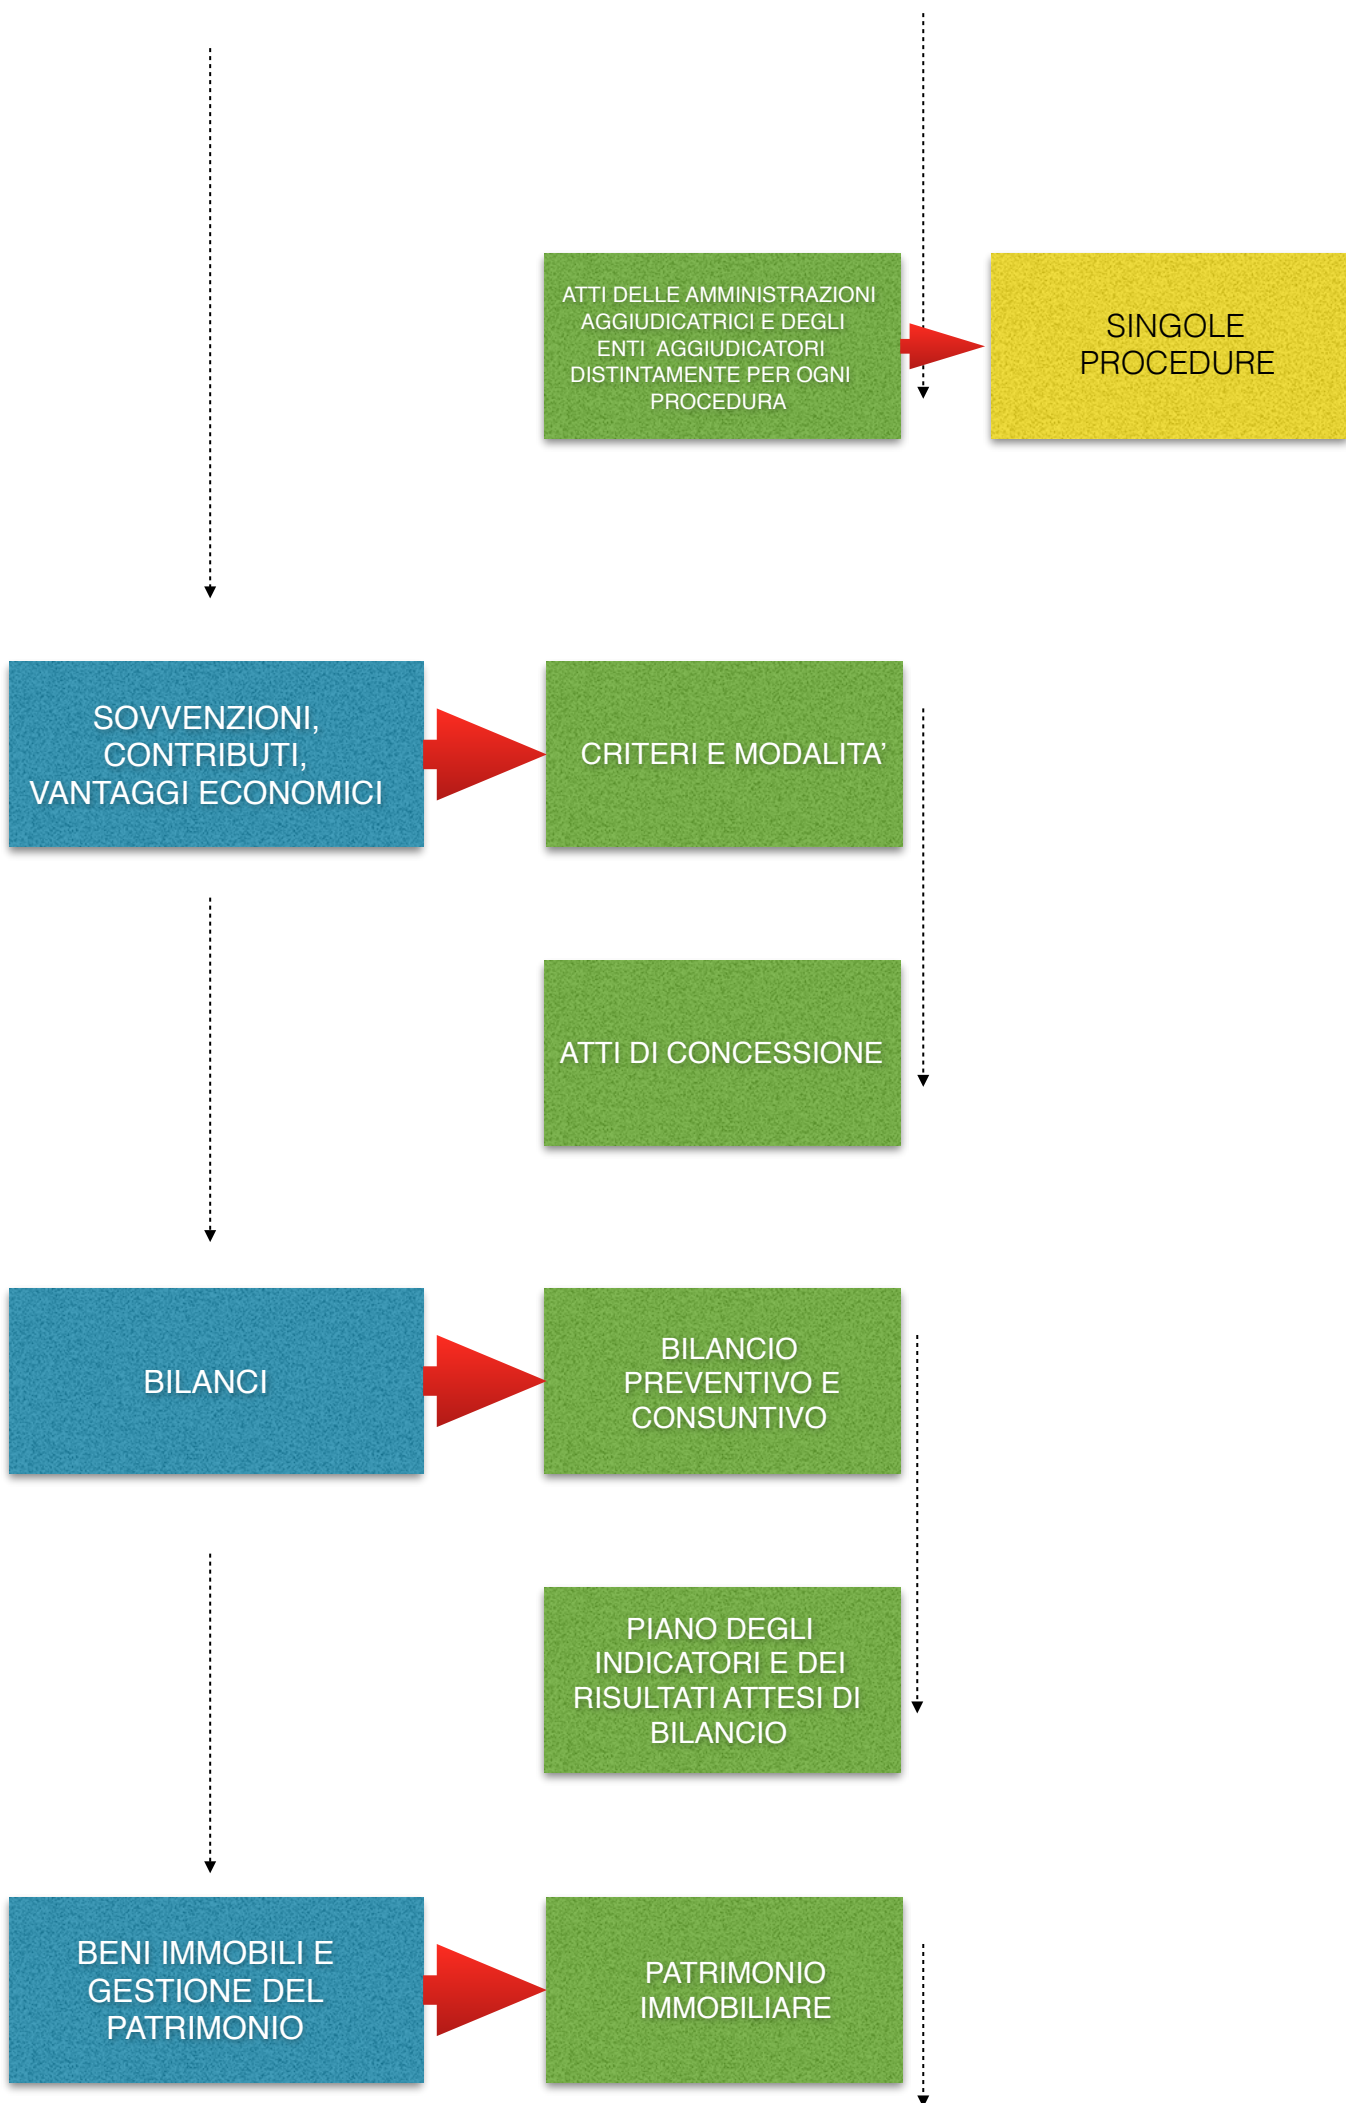 ATTI DELLE AMMINISTRAZIONI
AGGIUDICATRICI E DEGLI
ENTI  AGGIUDICATORI
DISTINTAMENTE PER OGNI
PROCEDURA
SINGOLE
PROCEDURE
SOVVENZIONI,
CONTRIBUTI,
VANTAGGI ECONOMICI
CRITERI E MODALITA’
ATTI DI CONCESSIONE
BILANCI
BILANCIO
PREVENTIVO E
CONSUNTIVO
PIANO DEGLI
INDICATORI E DEI
RISULTATI ATTESI DI
BILANCIO
BENI IMMOBILI E
GESTIONE DEL
PATRIMONIO
PATRIMONIO
IMMOBILIARE